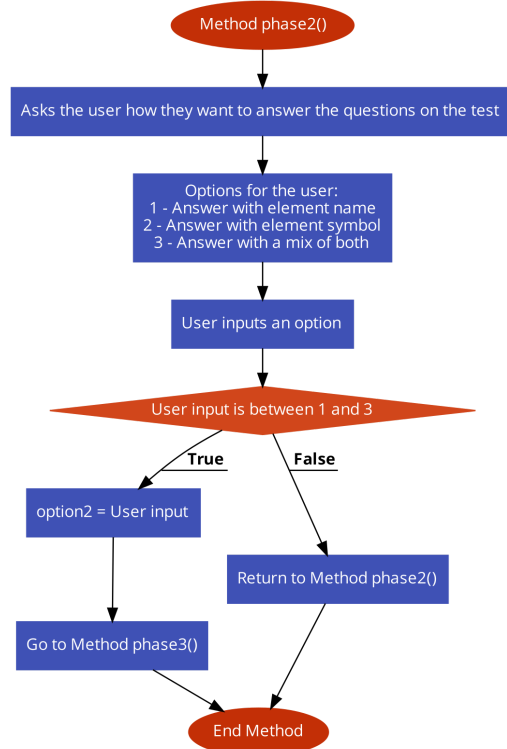 Method phase2()
Asks the user how they want to answer the questions on the test
Options for the user:
1 - Answer with element name
2 - Answer with element symbol
3 - Answer with a mix of both
User inputs an option
User input is between 1 and 3
True
False
option2 = User input
Return to Method phase2()
Go to Method phase3()
End Method